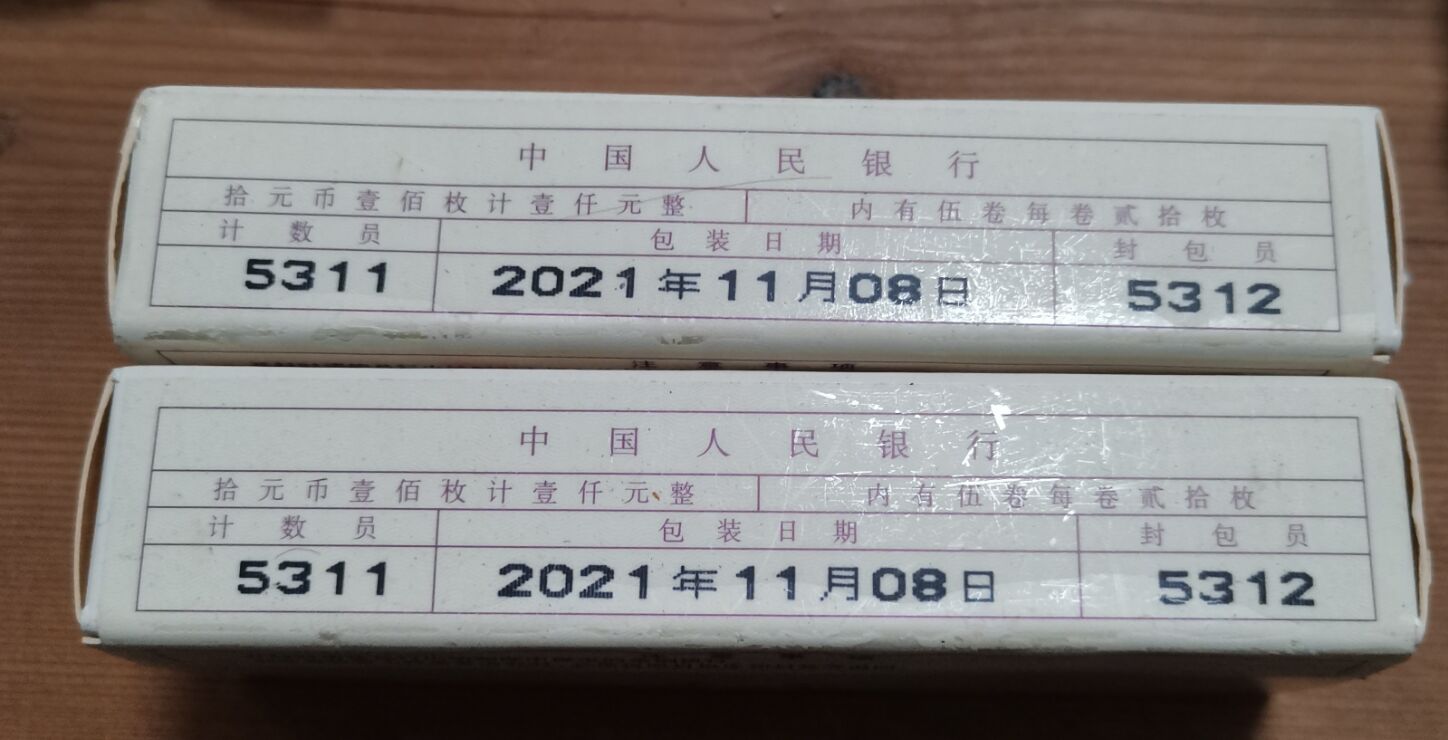 中国人民银行
拾元币壹佰枚计壹仟元整 内有伍卷每卷贰拾枚
计数员 包装日期 封包员
5311 2021年11月08日 5312
注意事项
中国人民银行
拾元币壹佰枚计壹仟元整 内有伍卷每卷贰拾枚
计数员 包装日期 封包员
5311 2021年11月08日 5312